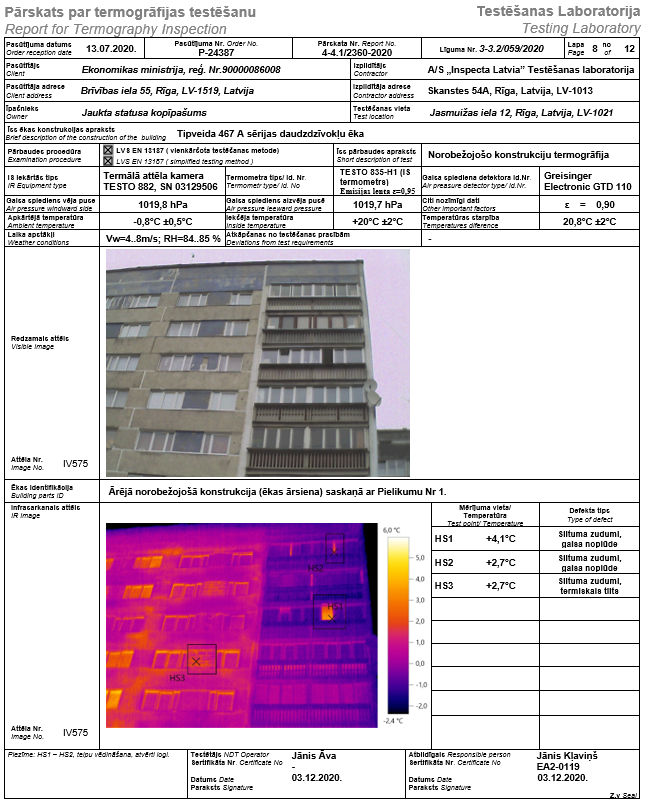 Pārskats par termogrāfijas testēšanu
Testēšanas Laboratorija
Report for Termography Inspection
Testing Laboratory
Pasūtījuma datums
Order reception date
13.07.2020.
Pasūtījuma Nr. Order No.
P-24387
Pārskata Nr. Report No.
4-4.1/2360-2020
Līguma Nr. 3-3.2/059/2020
Lapa 8 no 12
Page of
Pasūtītājs
Client
Ekonomikas ministrija, reģ. Nr.90000086008
Izpildītājs
Contractor
A/S „Inspecta Latvia” Testēšanas laboratorija
Pasūtītāja adrese
Client address
Brīvības iela 55, Rīga, LV-1519, Latvija
Izpildītāja adrese
Contractor address
Skanstes 54A, Rīga, Latvija, LV-1013
Īpašnieks
Owner
Jaukta statusa kopīpašums
Testēšanas vieta
Test location
Jasmuižas iela 12, Rīga, Latvija, LV-1021
Īss ēkas konstrukcijas apraksts
Brief description of the construction of the building
Tipveida 467 A sērijas daudzdzīvokļu ēka
Pārbaudes procedūra
Examination procedure
LVS EN 13187 ( vienkāršota testēšanas metode)
LVS EN 13187 ( simplified testing method )
Īss pārbaudes apraksts
Short description of test
Norobežojošo konstrukciju termogrāfija
IS iekārtas tips
IR Equipment type
Termālā attēla kamera
TESTO 882, SN 03129506
Termometra tips/ Id. Nr
Termometr type/ Id. No
TESTO 835-H1 (IS
termometrs)
Emisijas lenta ε=0,95
Gaisa spiediena detektora Id.Nr
Air peasure detector type/ Id.Nr.
Greisinger
Electronic GTD 110
Gaisa spiediens vēja puse
Air pressure windward side
1019,8 hPa
Gaisa spiediens aizvēja pusē
Air pressure leeward pressure
1019,7 hPa
Citi nozīmīgi dati
Other important factors
ε = 0,90
Apkārtējā temperatūra
Ambient temperature
-0,8°C ±0,5°C
Iekšēja temperatūra
Inside temperature
+20°C ±2°C
Temperatūras starpība
Temperatures diference
20,8°C ±2°C
Laika apstākļi
Weather conditions
Vw=4..8m/s; RH=84..85 %
Atkāpšanas no testēšanas prasībām
Deviations from test requirements
-
Redzamais attēls
Visible Image
Attēla Nr.
Image No.
IV575
Ēkas identifikācija
Building parts ID
Ārējā norobežojošā konstrukcija (ēkas ārsiena) saskaņā ar Pielikumu Nr 1.
Infrasarkanais attēls
IR Image
Mērījuma vieta/
Temperatūra
Test point/ Temperature
Defekta tips
Type of defect
6,0 °C
5,0
4,0
3,0
2,0
1,0
0,0
-1,0
-2,0
-2,4 °C
HS2
HS1
HS3
HS1 +4,1°C
Siltuma zudumi,
gaisa noplūde
HS2 +2,7°C
Siltuma zudumi,
gaisa noplūde
HS3 +2,7°C
Siltuma zudumi,
termiskais tilts
Attēla Nr.
Image No.
IV575
Piezīme: HS1 – HS2, telpu vēdināšana, atvērti logi.
Testētājs NDT Operator
Sertifikāta Nr. Certificate No
Jānis Āva
-
Datums Date
Paraksts Signature
03.12.2020.
Atbildīgais Responsible person
Sertifikāta Nr. Certificate No
Jānis Kļaviņš
EA2-0119
Datums Date
Paraksts Signature
03.12.2020.
Z.v Seal